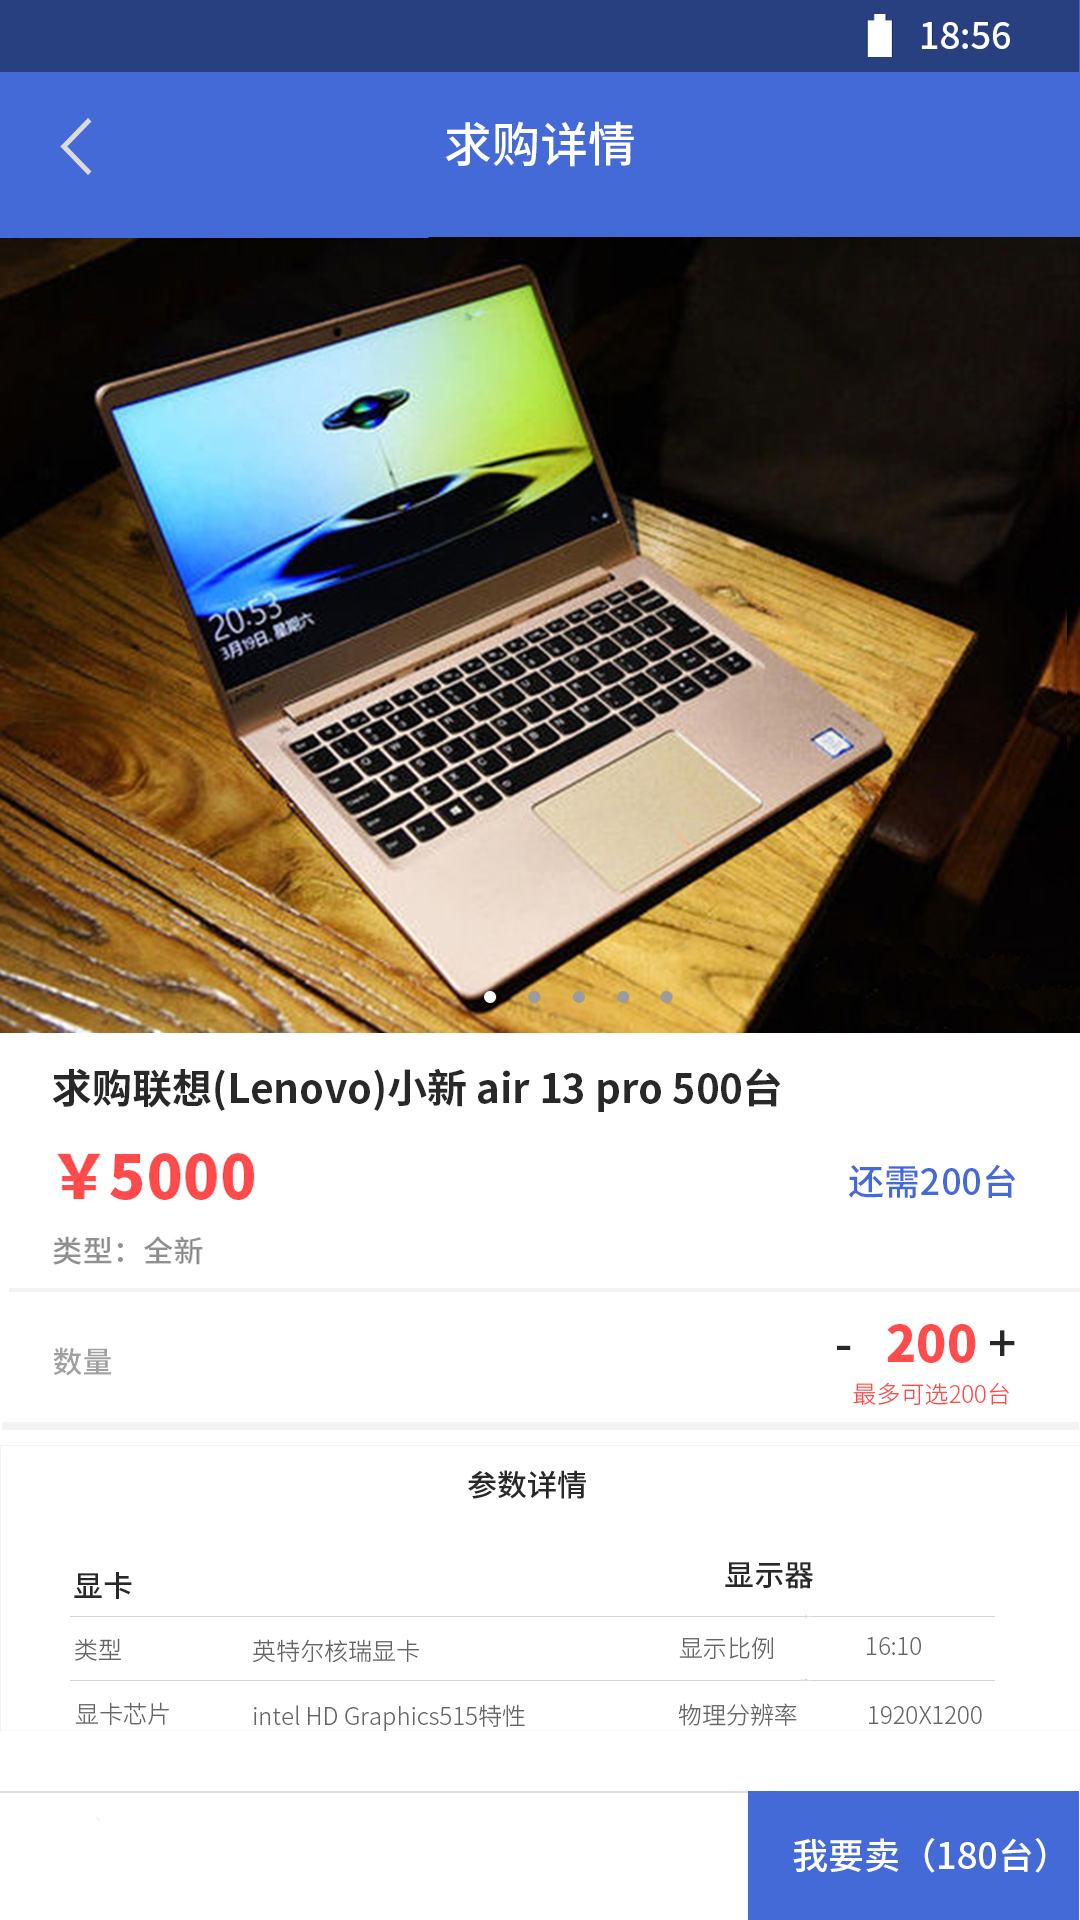 18:56
求购详情
20:53
3月19日, 星期六
求购联想(Lenovo)小新 air 13 pro 500台
￥5000
还需200台
类型：全新
数量
- 200 +
最多可选200台
参数详情
显卡
显示器
类型 英特尔核瑞显卡 显示比例 16:10
显卡芯片 intel HD Graphics515特性 物理分辨率 1920X1200
我要卖（180台）